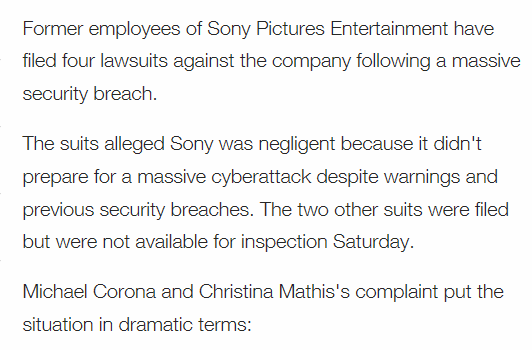 Former employees of Sony Pictures Entertainment have
filed four lawsuits against the company following a massive
security breach.
The suits alleged Sony was negligent because it didn't
prepare for a massive cyberattack despite warnings and
previous security breaches. The two other suits were filed
but were not available for inspection Saturday.
Michael Corona and Christina Mathis's complaint put the
situation in dramatic terms: